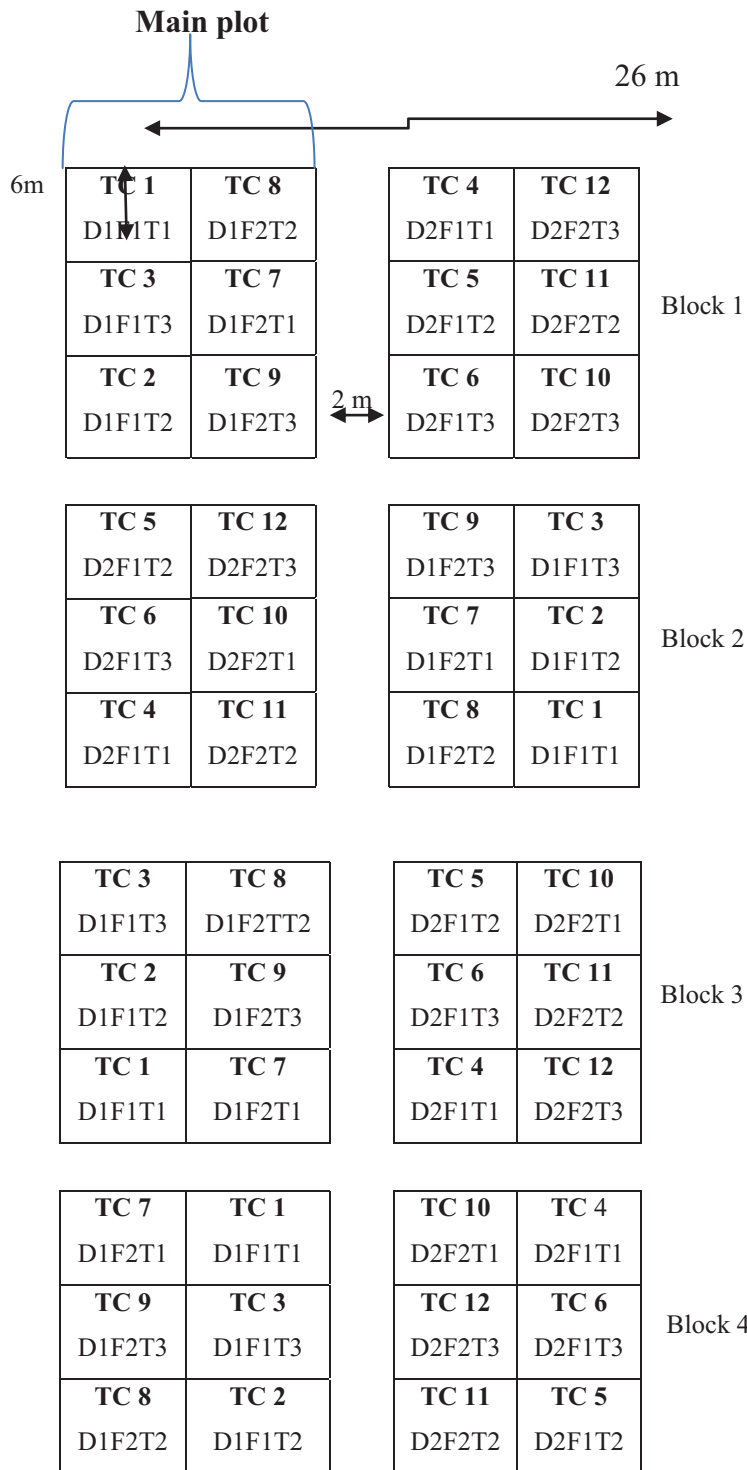 Main plot
26 m
6m
TC 1 TC 8 TC 4 TC 12
D1F1T1 D1F2T2 D2F1T1 D2F2T3
TC 3 TC 7 TC 5 TC 11
Block 1
D1F1T3 D1F2T1 D2F1T2 D2F2T2
TC 2 TC 9 TC 6 TC 10
2 m
D1F1T2 D1F2T3 D2F1T3 D2F2T3
TC 5 TC 12 TC 9 TC 3
D2F1T2 D2F2T3 D1F2T3 D1F1T3
TC 6 TC 10 TC 7 TC 2
Block 2
D2F1T3 D2F2T1 D1F2T1 D1F1T2
TC 4 TC 11 TC 8 TC 1
D2F1T1 D2F2T2 D1F2T2 D1F1T1
TC 3 TC 8 TC 5 TC 10
D1F1T3 D1F2TT2 D2F1T2 D2F2T1
TC 2 TC 9 TC 6 TC 11
Block 3
D1F1T2 D1F2T3 D2F1T3 D2F2T2
TC 1 TC 7 TC 4 TC 12
D1F1T1 D1F2T1 D2F1T1 D2F2T3
TC 7 TC 1 TC 10 TC 4
D1F2T1 D1F1T1 D2F2T1 D2F1T1
TC 9 TC 3 TC 12 TC 6
Block 4
D1F2T3 D1F1T3 D2F2T3 D2F1T3
TC 8 TC 2 TC 11 TC 5
D1F2T2 D1F1T2 D2F2T2 D2F1T2